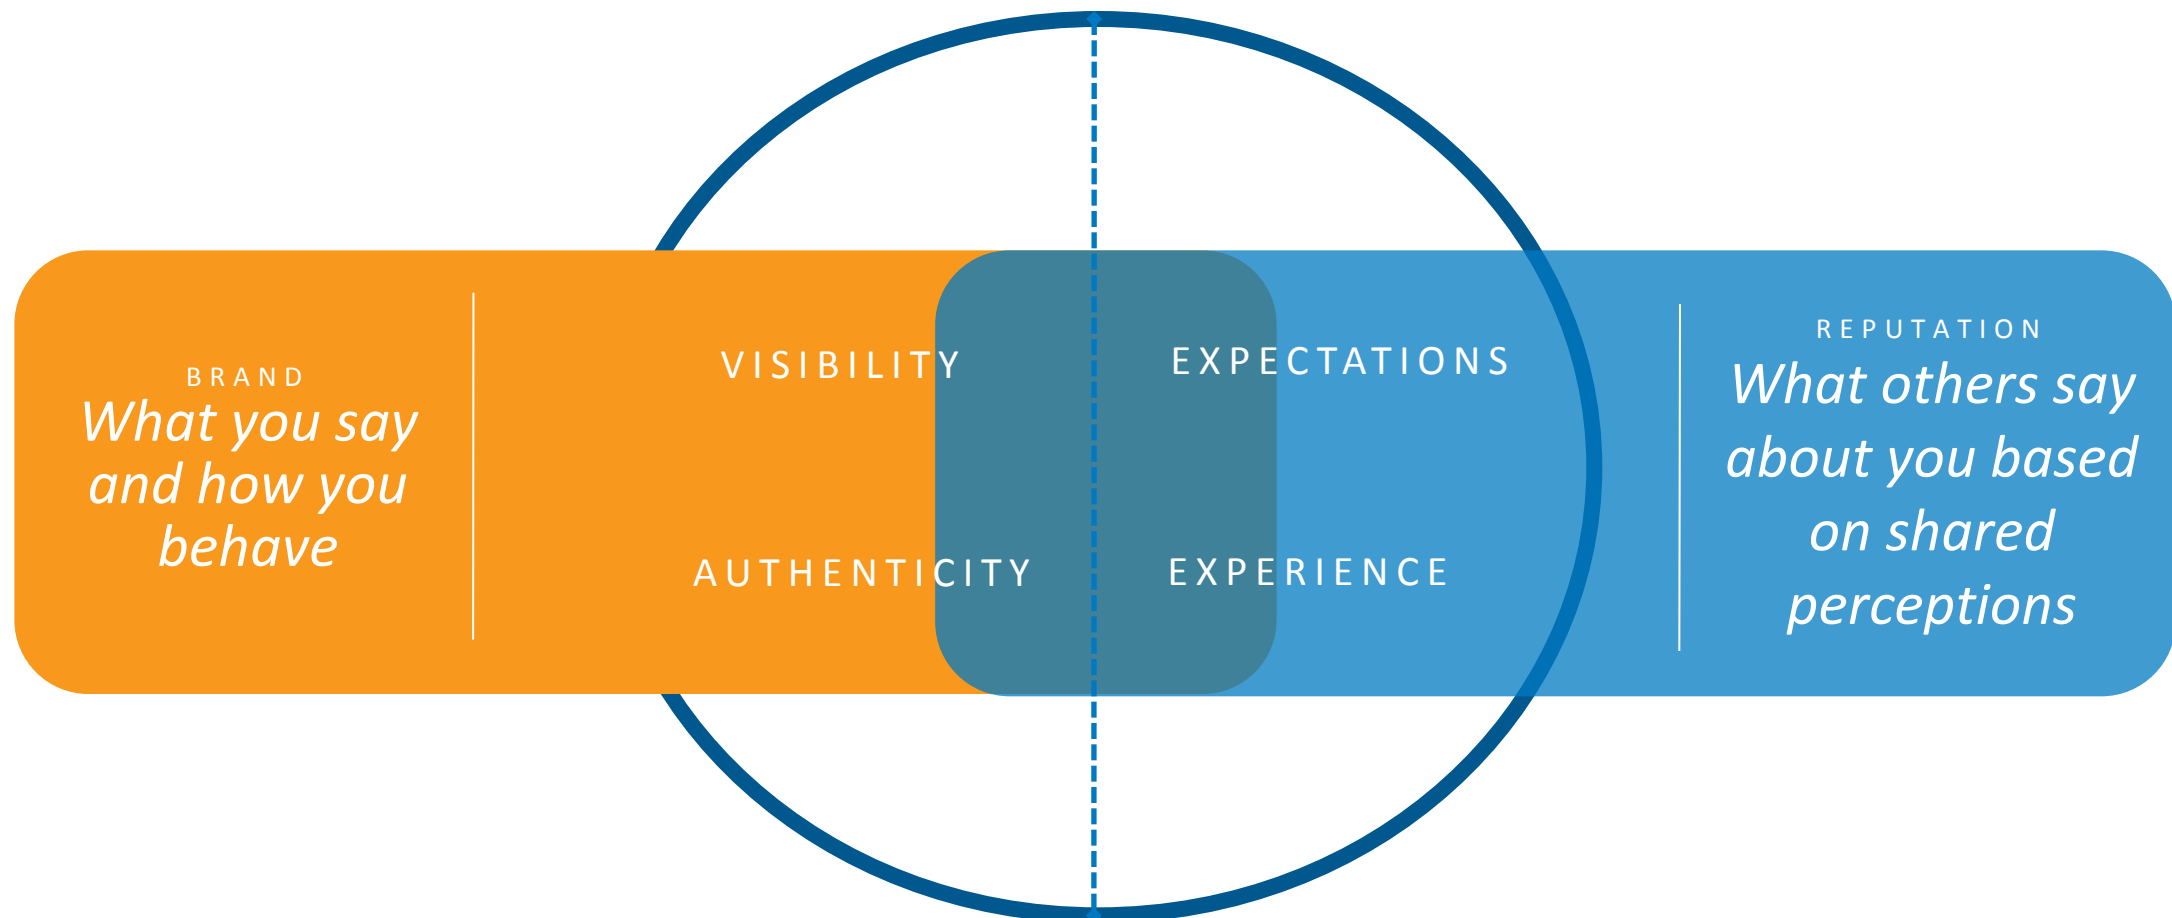 BRAND
What you say
and how you
behave
VISIBILITY
AUTHENTICITY
EXPECTATIONS
EXPERIENCE
REPUTATION
What others say
about you based
on shared
perceptions